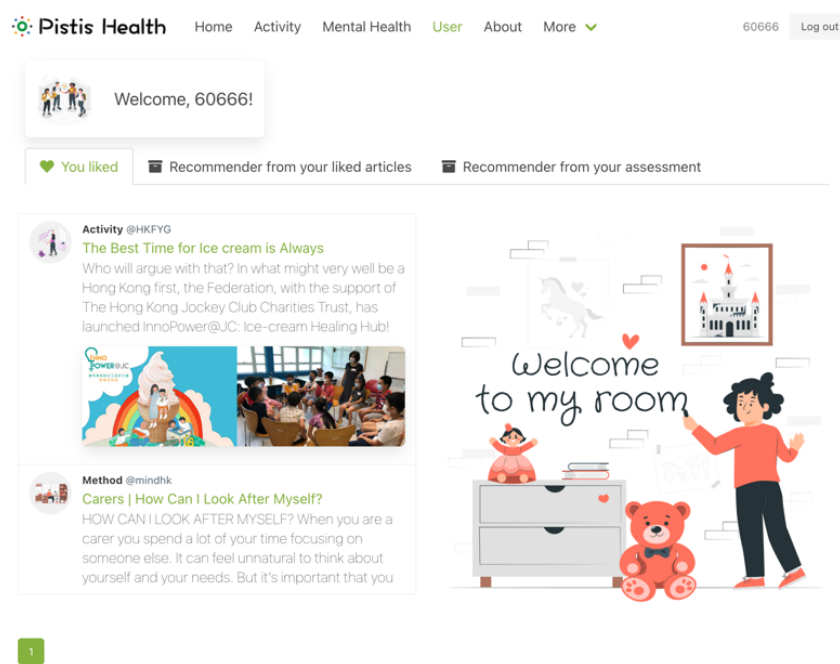 Pistis Health Home Activity Mental Health User About More 60666 Log out
Welcome, 60666!
You liked Recommender from your liked articles Recommender from your assessment
Activity @HKFYG
The Best Time for Ice cream is Always
Who will argue with that? In what might very well be a
Hong Kong first, the Federation, with the support of
The Hong Kong Jockey Club Charities Trust, has
launched InnoPower@JC: Ice-cream Healing Hub!
INNO
POWER@JC
Method @mindhk
Carers | How Can I Look After Myself?
HOW CAN I LOOK AFTER MYSELF? When you are a
carer you spend a lot of your time focusing on
someone else. It can feel unnatural to think about
yourself and your needs. But it's important that you
welcome
to my room
1